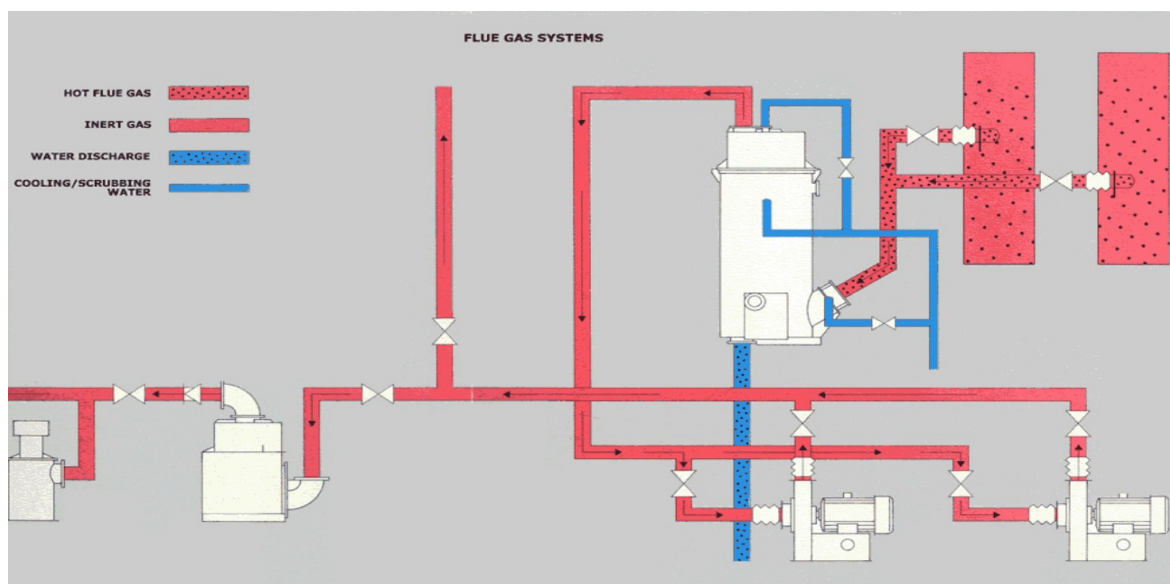 FLUE GAS SYSTEMS
HOT FLUE GAS
INERT GAS
WATER DISCHARGE
COOLING/SCRUBBING
WATER